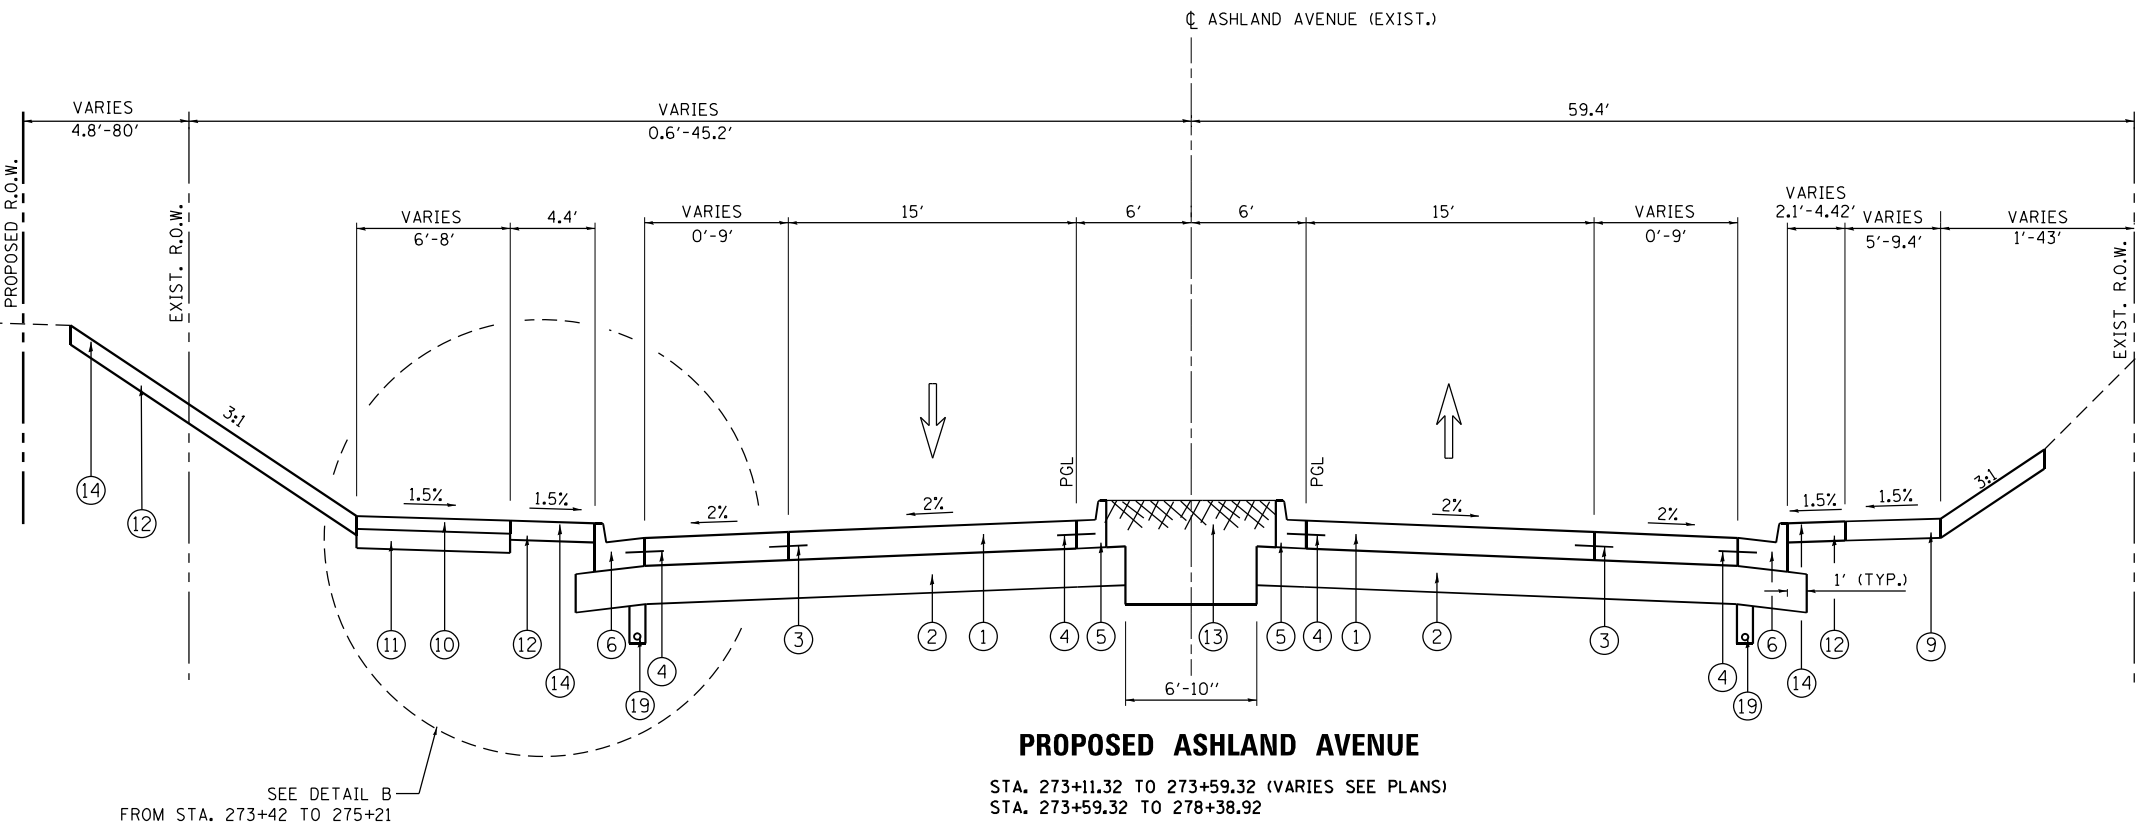 ℄ ASHLAND AVENUE (EXIST.)
VARIES
4.8'-80'
VARIES
0.6'-45.2'
59.4'
PROPOSED R.O.W.
EXIST. R.O.W.
VARIES
6'-8'
4.4'
VARIES
0'-9'
15'
6'
6'
15'
VARIES
0'-9'
VARIES
2.1'-4.42'
VARIES
5'-9.4'
VARIES
1'-43'
EXIST. R.O.W.
3:1
14
12
1.5%
1.5%
2%
2%
PGL
PGL
2%
2%
1.5%
1.5%
3:1
1' (TYP.)
11
10
12
14
6
19
4
3
2
1
4
5
13
5
4
1
2
3
4
19
6
14
12
9
6'-10''
PROPOSED ASHLAND AVENUE
STA. 273+11.32 TO 273+59.32 (VARIES SEE PLANS)
STA. 273+59.32 TO 278+38.92
SEE DETAIL B
FROM STA. 273+42 TO 275+21